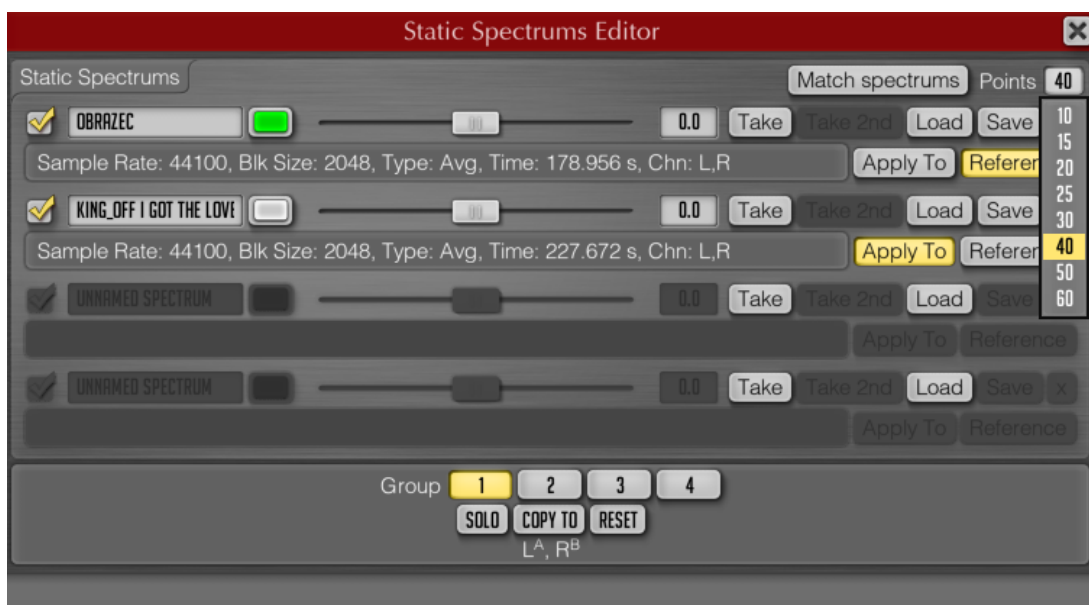 Static Spectrums Editor
Static Spectrums Match spectrums Points 40
OBRAZEC 0.0 Take Take 2nd Load Save
10
15
20
25
30
40
50
60
Sample Rate: 44100, Blk Size: 2048, Type: Avg, Time: 178.956 s, Chn: L,R Apply To Referen
KING_OFF I GOT THE LOVE 0.0 Take Take 2nd Load Save
Sample Rate: 44100, Blk Size: 2048, Type: Avg, Time: 227.672 s, Chn: L,R Apply To Referen
UNNAMED SPECTRUM 0.0 Take Take 2nd Load Save
Apply To Reference
UNNAMED SPECTRUM 0.0 Take Take 2nd Load Save x
Apply To Reference
Group 1 2 3 4
SOLO COPY TO RESET
L^A, R^B